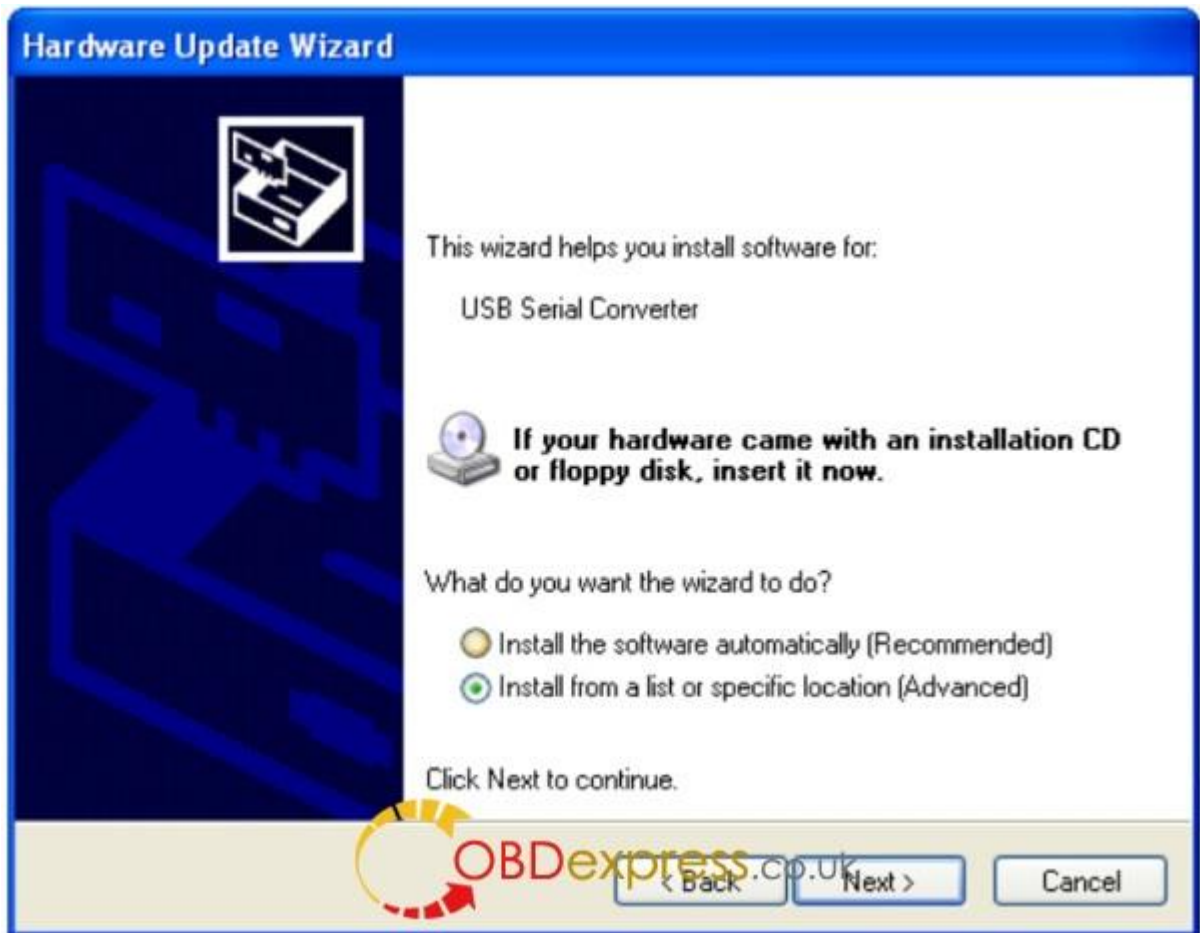 Hardware Update Wizard
This wizard helps you install software for:
USB Serial Converter
If your hardware came with an installation CD
or floppy disk, insert it now.
What do you want the wizard to do?
Install the software automatically (Recommended)
Install from a list or specific location (Advanced)
Click Next to continue.
OBDexpress.co.uk
< Back Next > Cancel